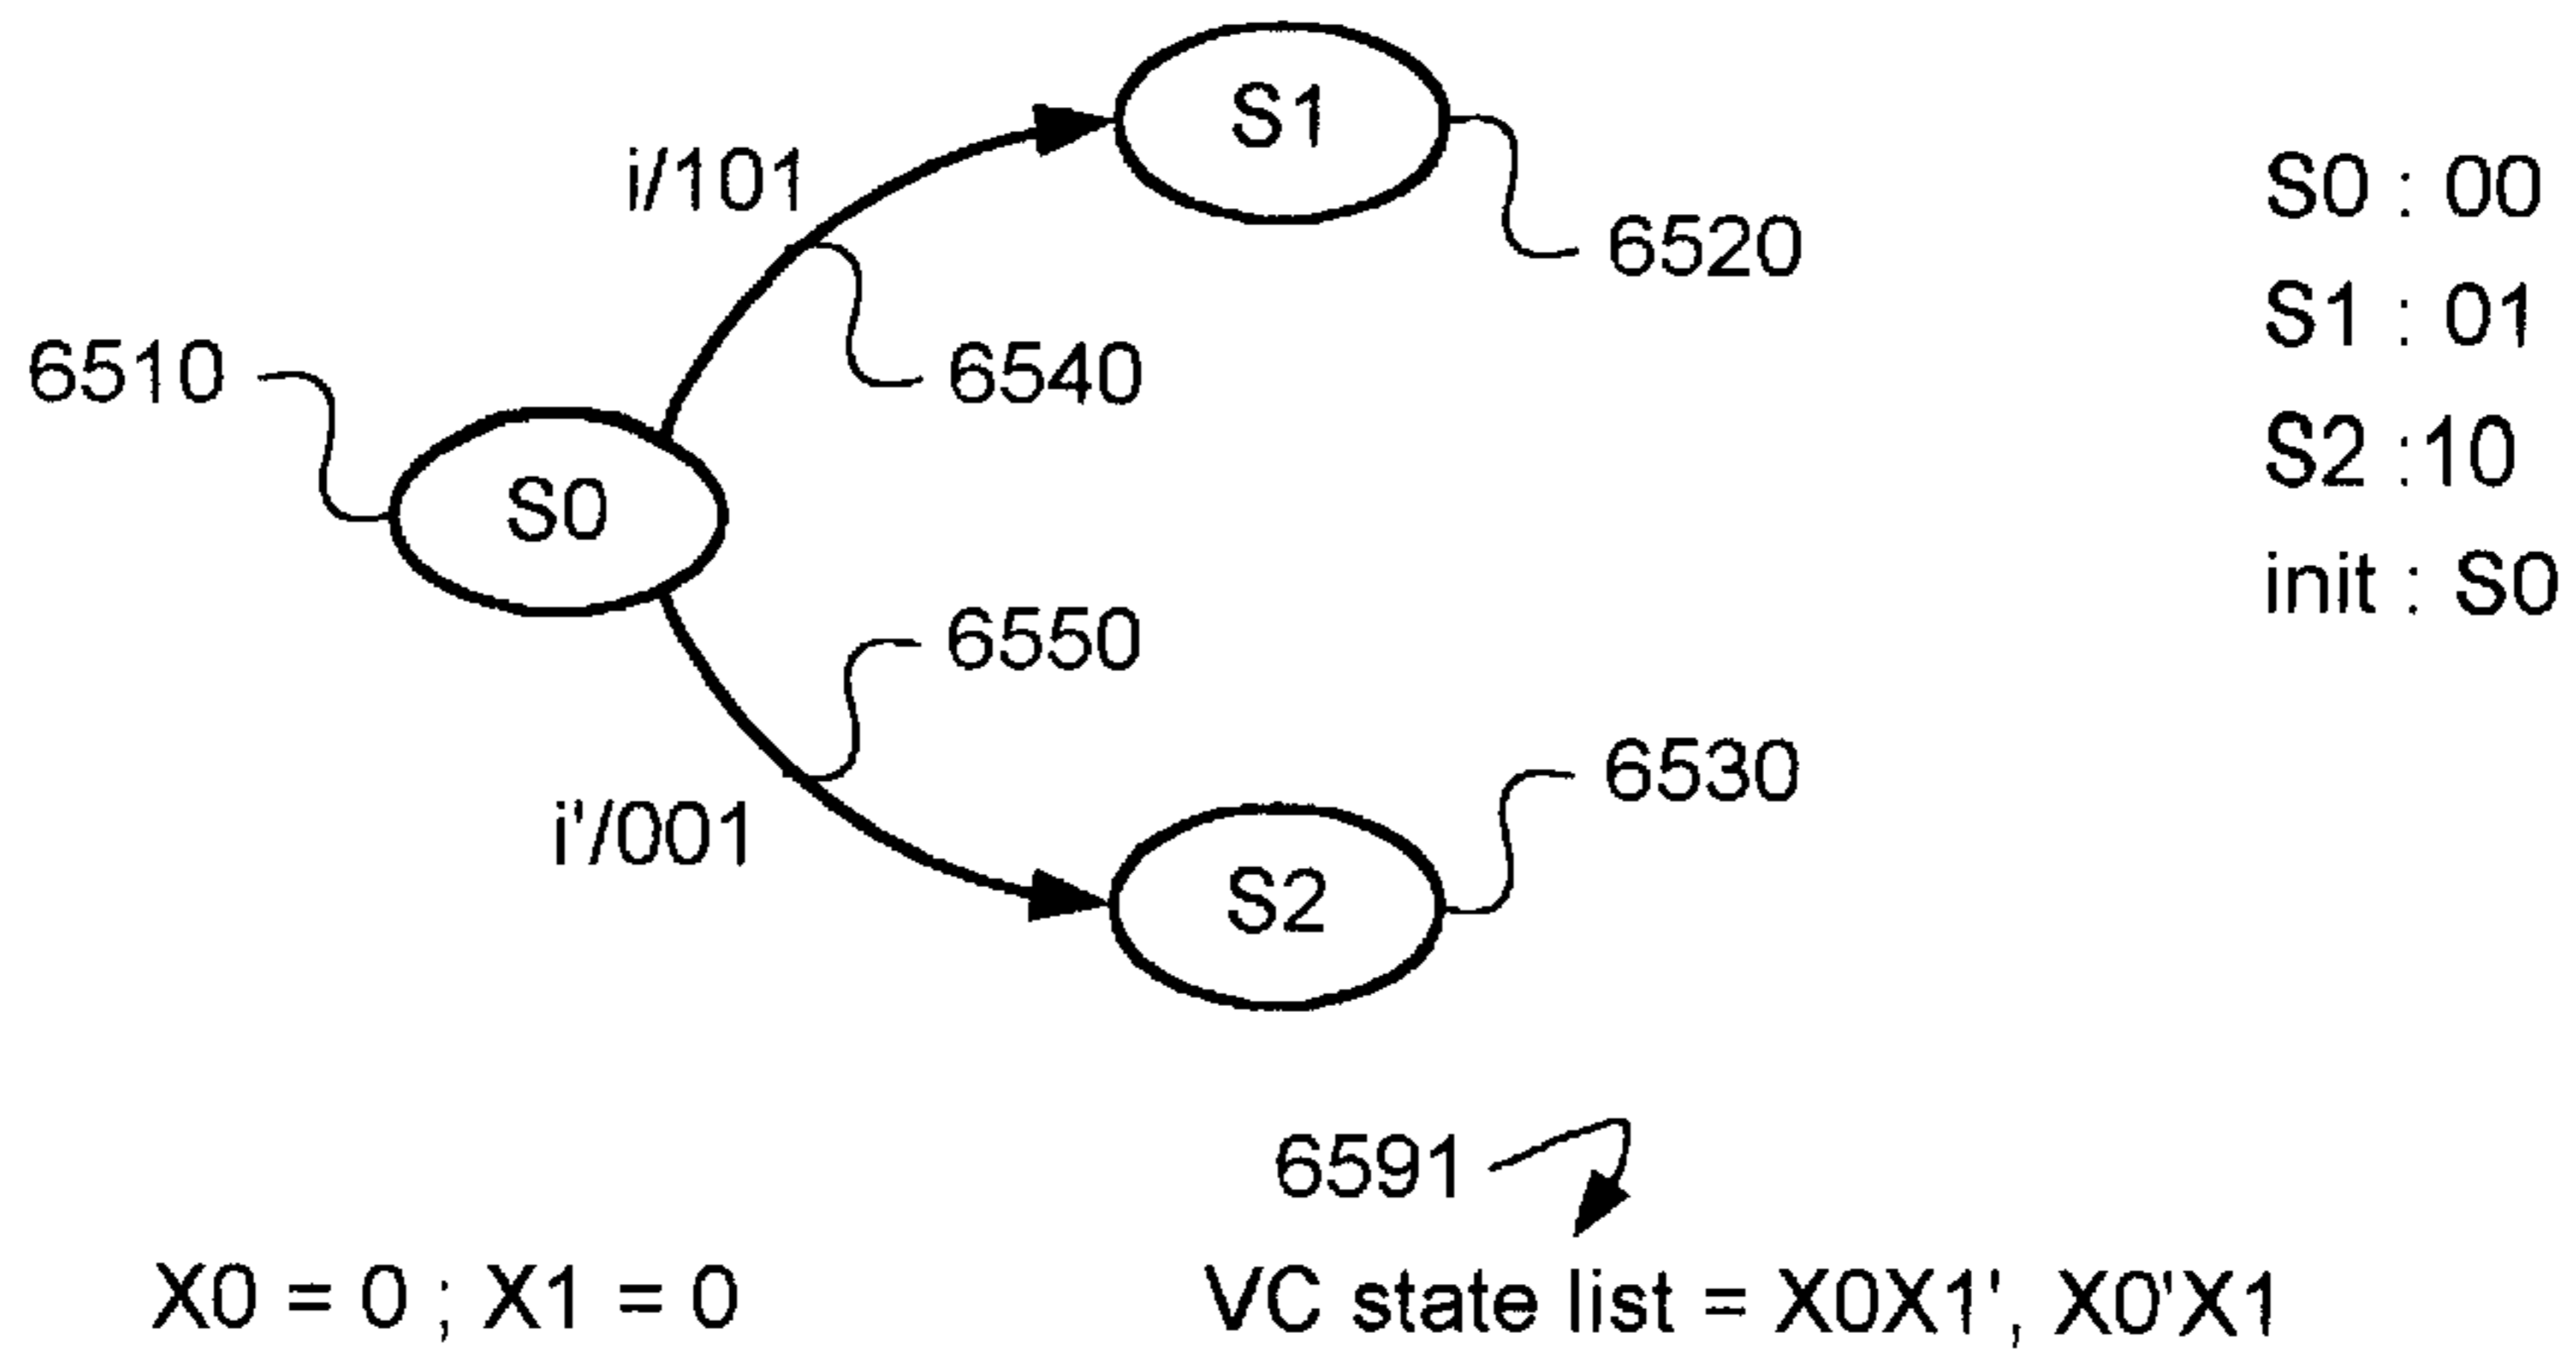 S1
i/101
S0 : 00
6520
S1 : 01
6510
6540
S2 :10
S0
init : S0
6550
6530
i'/001
S2
6591
X0 = 0 ; X1 = 0
VC state list = X0X1', X0'X1